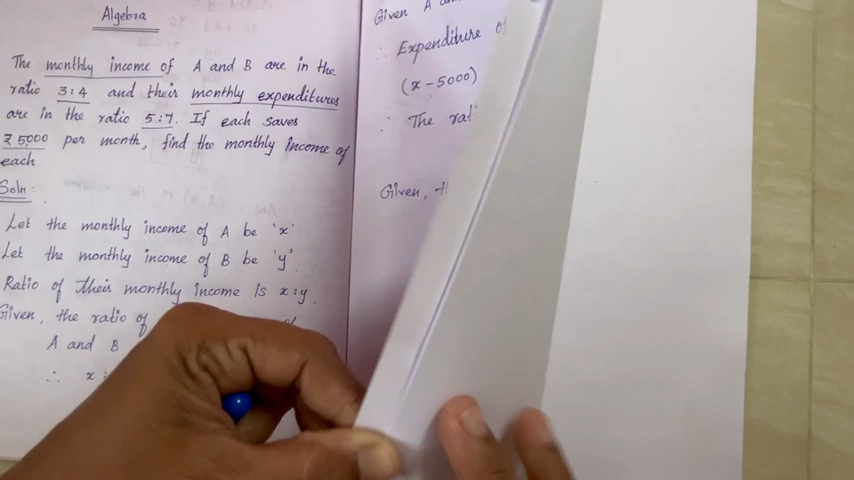 Algebra
The monthly income of A and B are in the
ratio 3:4 and their monthly expenditures
are in the ratio 5:7. If each saves
₹ 5000 per month, find the monthly income of
each
Soln:
Let the monthly income of A be 'x'
Let the monthly income of B be 'y'.
Ratio of their monthly income is x:y.
Given, the ratio of
A and B
∴ x:
Given A
∴ Expenditure of
(x-5000)
∴ The
Given,